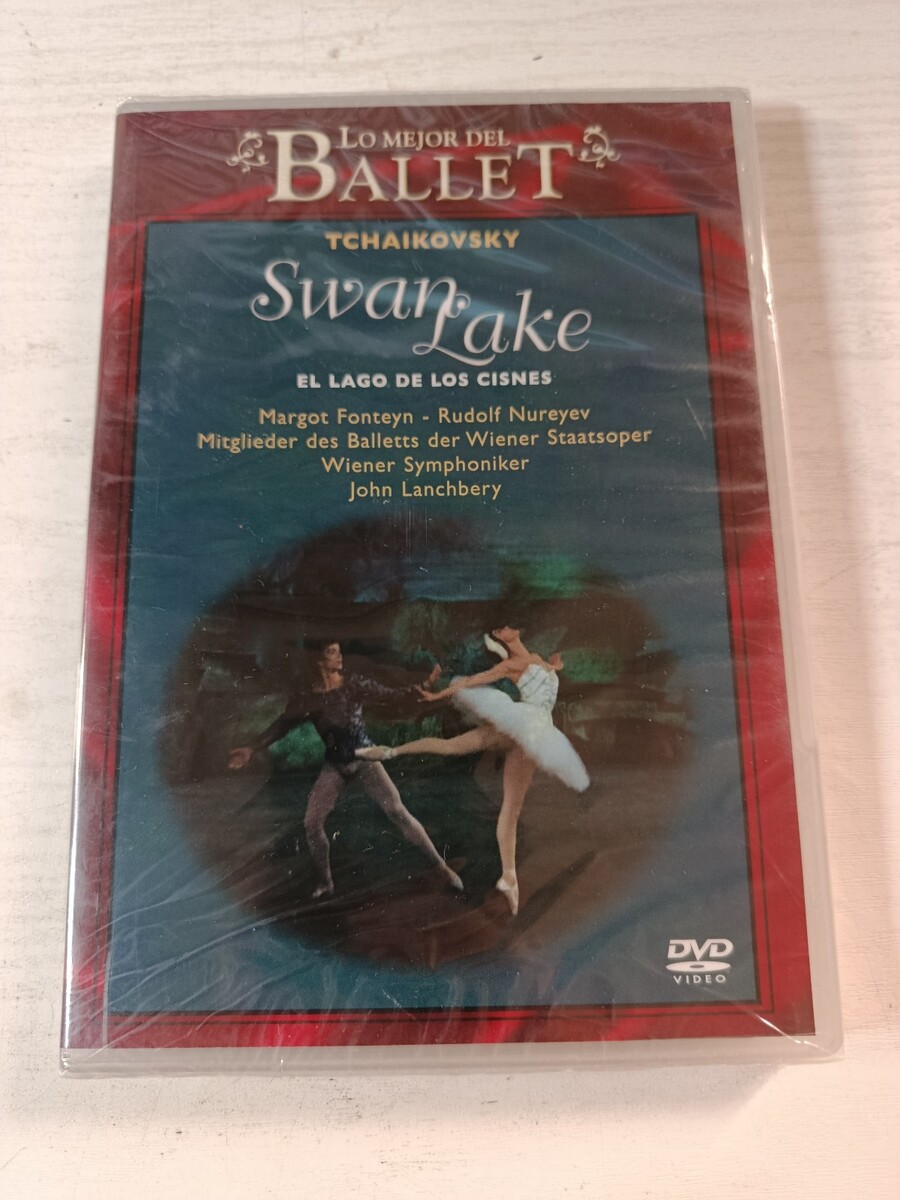 LO MEJOR DEL
BALLET
TCHAIKOVSKY
Swan
Lake
EL LAGO DE LOS CISNES
Margot Fonteyn - Rudolf Nureyev
Mitglieder des Balletts der Wiener Staatsoper
Wiener Symphoniker
John Lanchbery
DVD
VIDEO